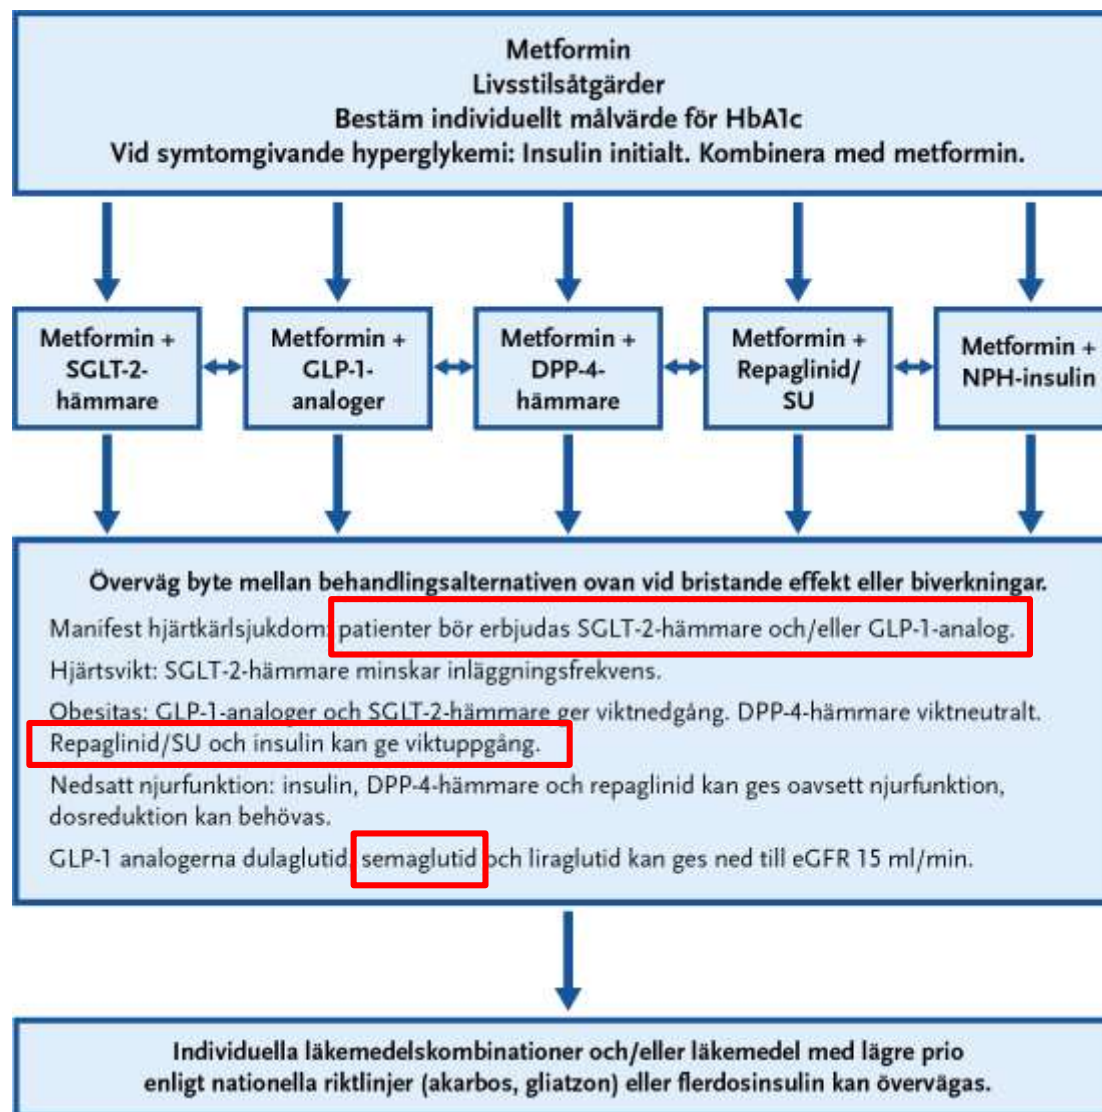 Metformin
Livsstilsåtgärder
Bestäm individuellt målvärde för HbA1c
Vid symtomgivande hyperglykemi: Insulin initialt. Kombinera med metformin.
Metformin +
SGLT-2-
hämmare
Metformin +
GLP-1-
analoger
Metformin +
DPP-4-
hämmare
Metformin +
Repaglinid/
SU
Metformin +
NPH-insulin
Överväg byte mellan behandlingsalternativen ovan vid bristande effekt eller biverkningar.
Manifest hjärtkärlsjukdom: patienter bör erbjudas SGLT-2-hämmare och/eller GLP-1-analog.
Hjärtsvikt: SGLT-2-hämmare minskar inläggningsfrekvens.
Obesitas: GLP-1-analoger och SGLT-2-hämmare ger viktnedgång. DPP-4-hämmare viktneutralt.
Repaglinid/SU och insulin kan ge viktuppgång.
Nedsatt njurfunktion: insulin, DPP-4-hämmare och repaglinid kan ges oavsett njurfunktion,
dosreduktion kan behövas.
GLP-1 analogerna dulaglutid, semaglutid och liraglutid kan ges ned till eGFR 15 ml/min.
Individuella läkemedelskombinationer och/eller läkemedel med lägre prio
enligt nationella riktlinjer (akarbos, gliatzon) eller flerdosinsulin kan övervägas.